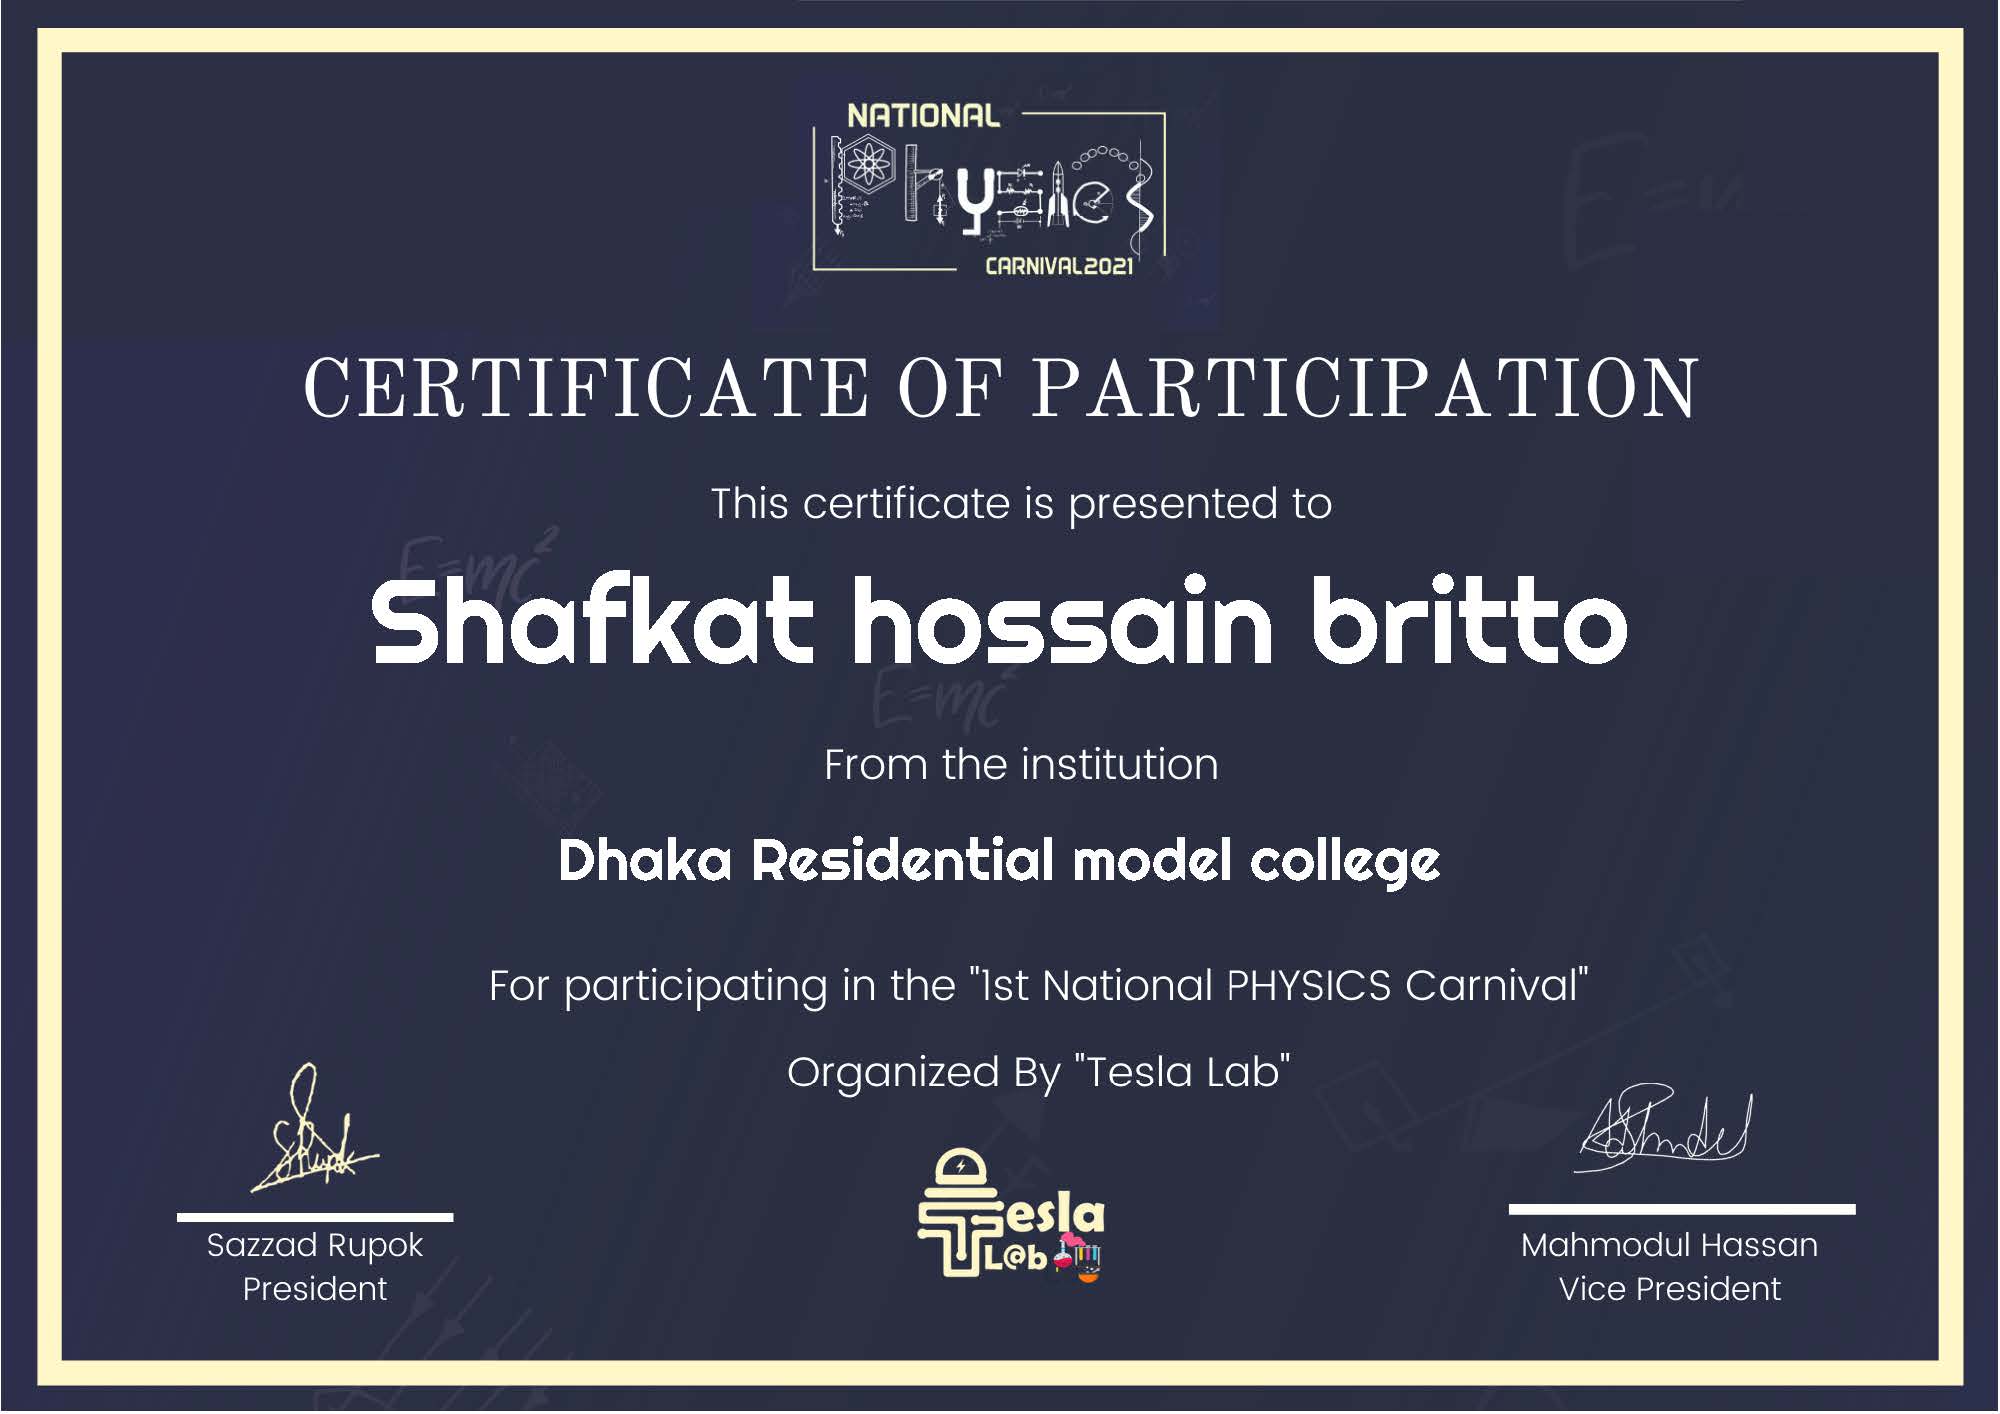 NATIONAL
Physics
CARNIVAL2021
CERTIFICATE OF PARTICIPATION
This certificate is presented to
E=mc²
Shafkat hossain britto
E=mc²
From the institution
Dhaka Residential model college
For participating in the "1st National PHYSICS Carnival"
Organized By "Tesla Lab"
Tesla
L@b
Sazzad Rupok
President
Mahmodul Hassan
Vice President